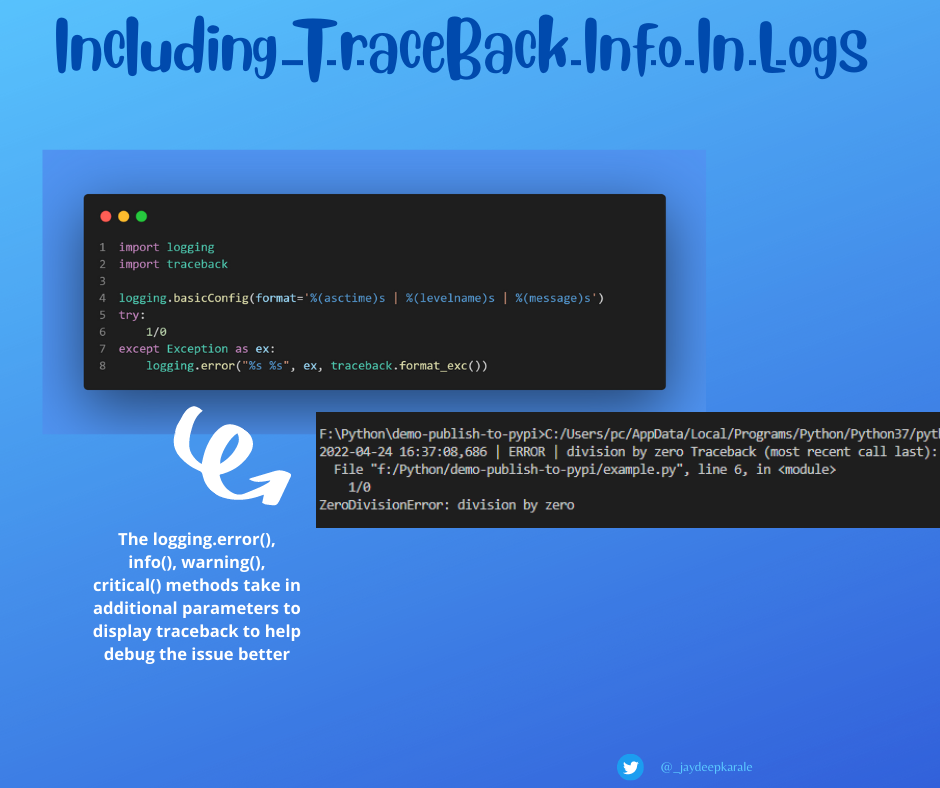 Including_TraceBack.Info.In.Logs
1 import logging
2 import traceback
3
4 logging.basicConfig(format='%(asctime)s | %(levelname)s | %(message)s')
5 try:
6     1/0
7 except Exception as ex:
8     logging.error("%s %s", ex, traceback.format_exc())
F:\Python\demo-publish-to-pypi>C:/Users/pc/AppData/Local/Programs/Python/Python37/pyth
2022-04-24 16:37:08,686 | ERROR | division by zero Traceback (most recent call last):
  File "f:/Python/demo-publish-to-pypi/example.py", line 6, in <module>
    1/0
ZeroDivisionError: division by zero
The logging.error(),
info(), warning(),
critical() methods take in
additional parameters to
display traceback to help
debug the issue better
@_jaydeepkarale